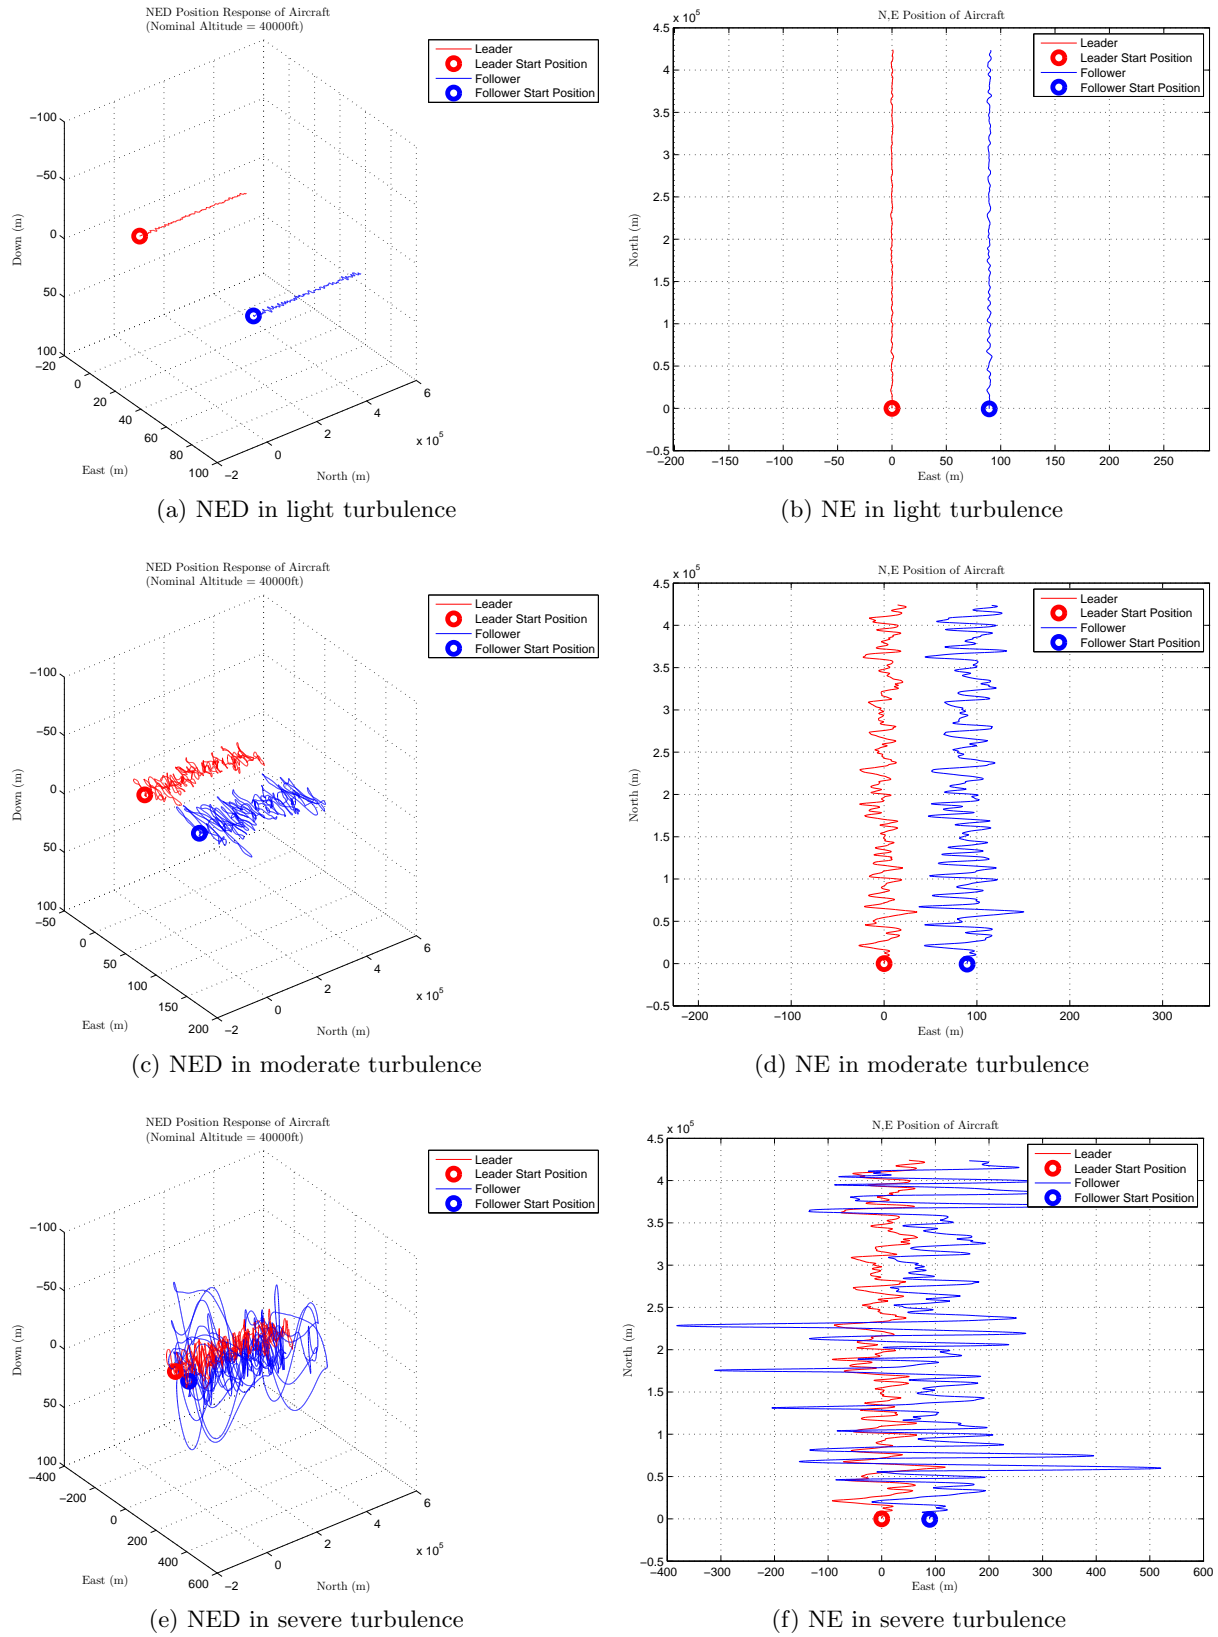 NED Position Response of Aircraft
(Nominal Altitude = 40000ft)
Leader
Leader Start Position
Follower
Follower Start Position
−100
−50
0
50
100
Down (m)
−20
0
20
40
60
80
100
East (m)
−2
0
2
4
6
x 10^5
North (m)
(a) NED in light turbulence
N,E Position of Aircraft
x 10^5
Leader
Leader Start Position
Follower
Follower Start Position
4.5
4
3.5
3
2.5
2
1.5
1
0.5
0
−0.5
North (m)
−200 −150 −100 −50 0 50 100 150 200 250
East (m)
(b) NE in light turbulence
NED Position Response of Aircraft
(Nominal Altitude = 40000ft)
Leader
Leader Start Position
Follower
Follower Start Position
−100
−50
0
50
100
Down (m)
−50
0
50
100
150
200
East (m)
−2
0
2
4
6
x 10^5
North (m)
(c) NED in moderate turbulence
N,E Position of Aircraft
x 10^5
Leader
Leader Start Position
Follower
Follower Start Position
4.5
4
3.5
3
2.5
2
1.5
1
0.5
0
−0.5
North (m)
−200 −100 0 100 200 300
East (m)
(d) NE in moderate turbulence
NED Position Response of Aircraft
(Nominal Altitude = 40000ft)
Leader
Leader Start Position
Follower
Follower Start Position
−100
−50
0
50
100
Down (m)
−400
−200
0
200
400
600
East (m)
−2
0
2
4
6
x 10^5
North (m)
(e) NED in severe turbulence
N,E Position of Aircraft
x 10^5
Leader
Leader Start Position
Follower
Follower Start Position
4.5
4
3.5
3
2.5
2
1.5
1
0.5
0
−0.5
North (m)
−400 −300 −200 −100 0 100 200 300 400 500 600
East (m)
(f) NE in severe turbulence